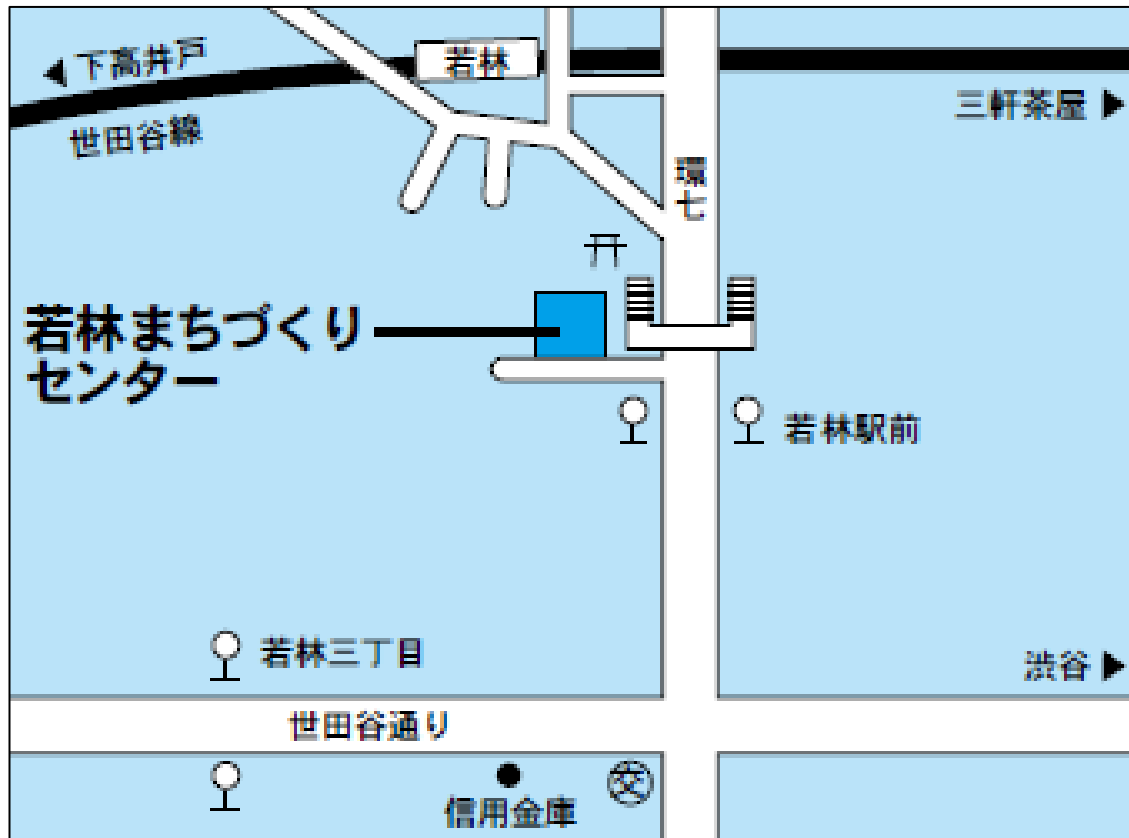 ◀ 下高井戸
若林
世田谷線
三軒茶屋 ▶
環七
若林まちづくり
センター
若林駅前
若林三丁目
渋谷 ▶
世田谷通り
信用金庫
交